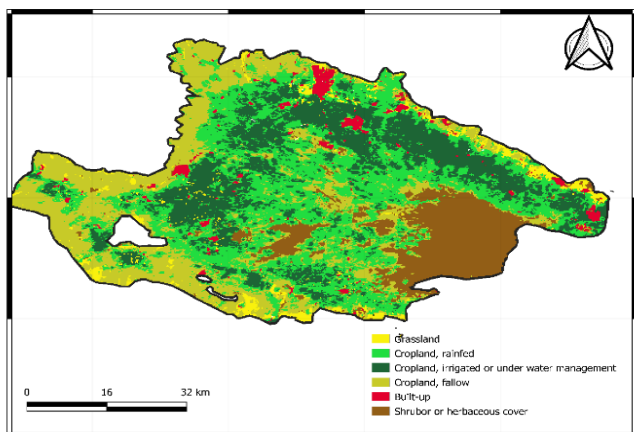 Grassland
Cropland, rainfed
Cropland, irrigated or under water management
Cropland, fallow
Built-up
Shrubor or herbaceous cover
0 16 32 km